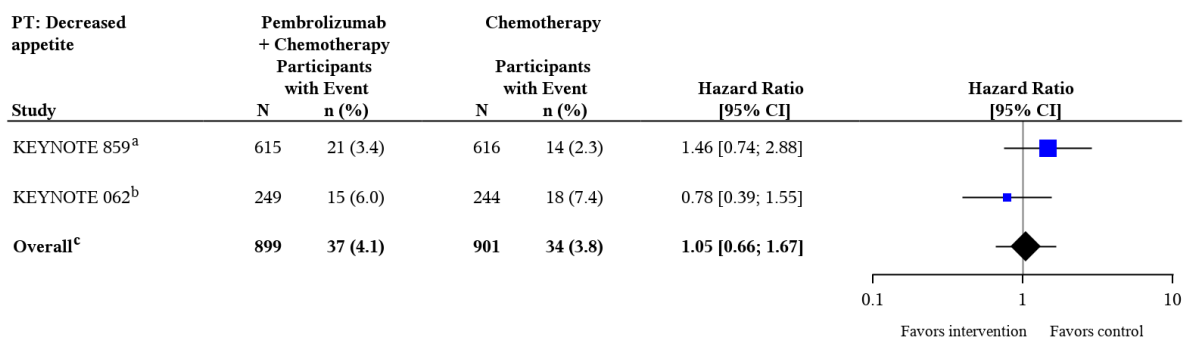 PT: Decreased appetite Pembrolizumab + Chemotherapy Chemotherapy
Participants with Event Participants with Event Hazard Ratio Hazard Ratio
Study N n (%) N n (%) [95% CI] [95% CI]
KEYNOTE 859a 615 21 (3.4) 616 14 (2.3) 1.46 [0.74; 2.88]
KEYNOTE 062b 249 15 (6.0) 244 18 (7.4) 0.78 [0.39; 1.55]
Overallc 899 37 (4.1) 901 34 (3.8) 1.05 [0.66; 1.67]
0.1 1 10
Favors intervention Favors control